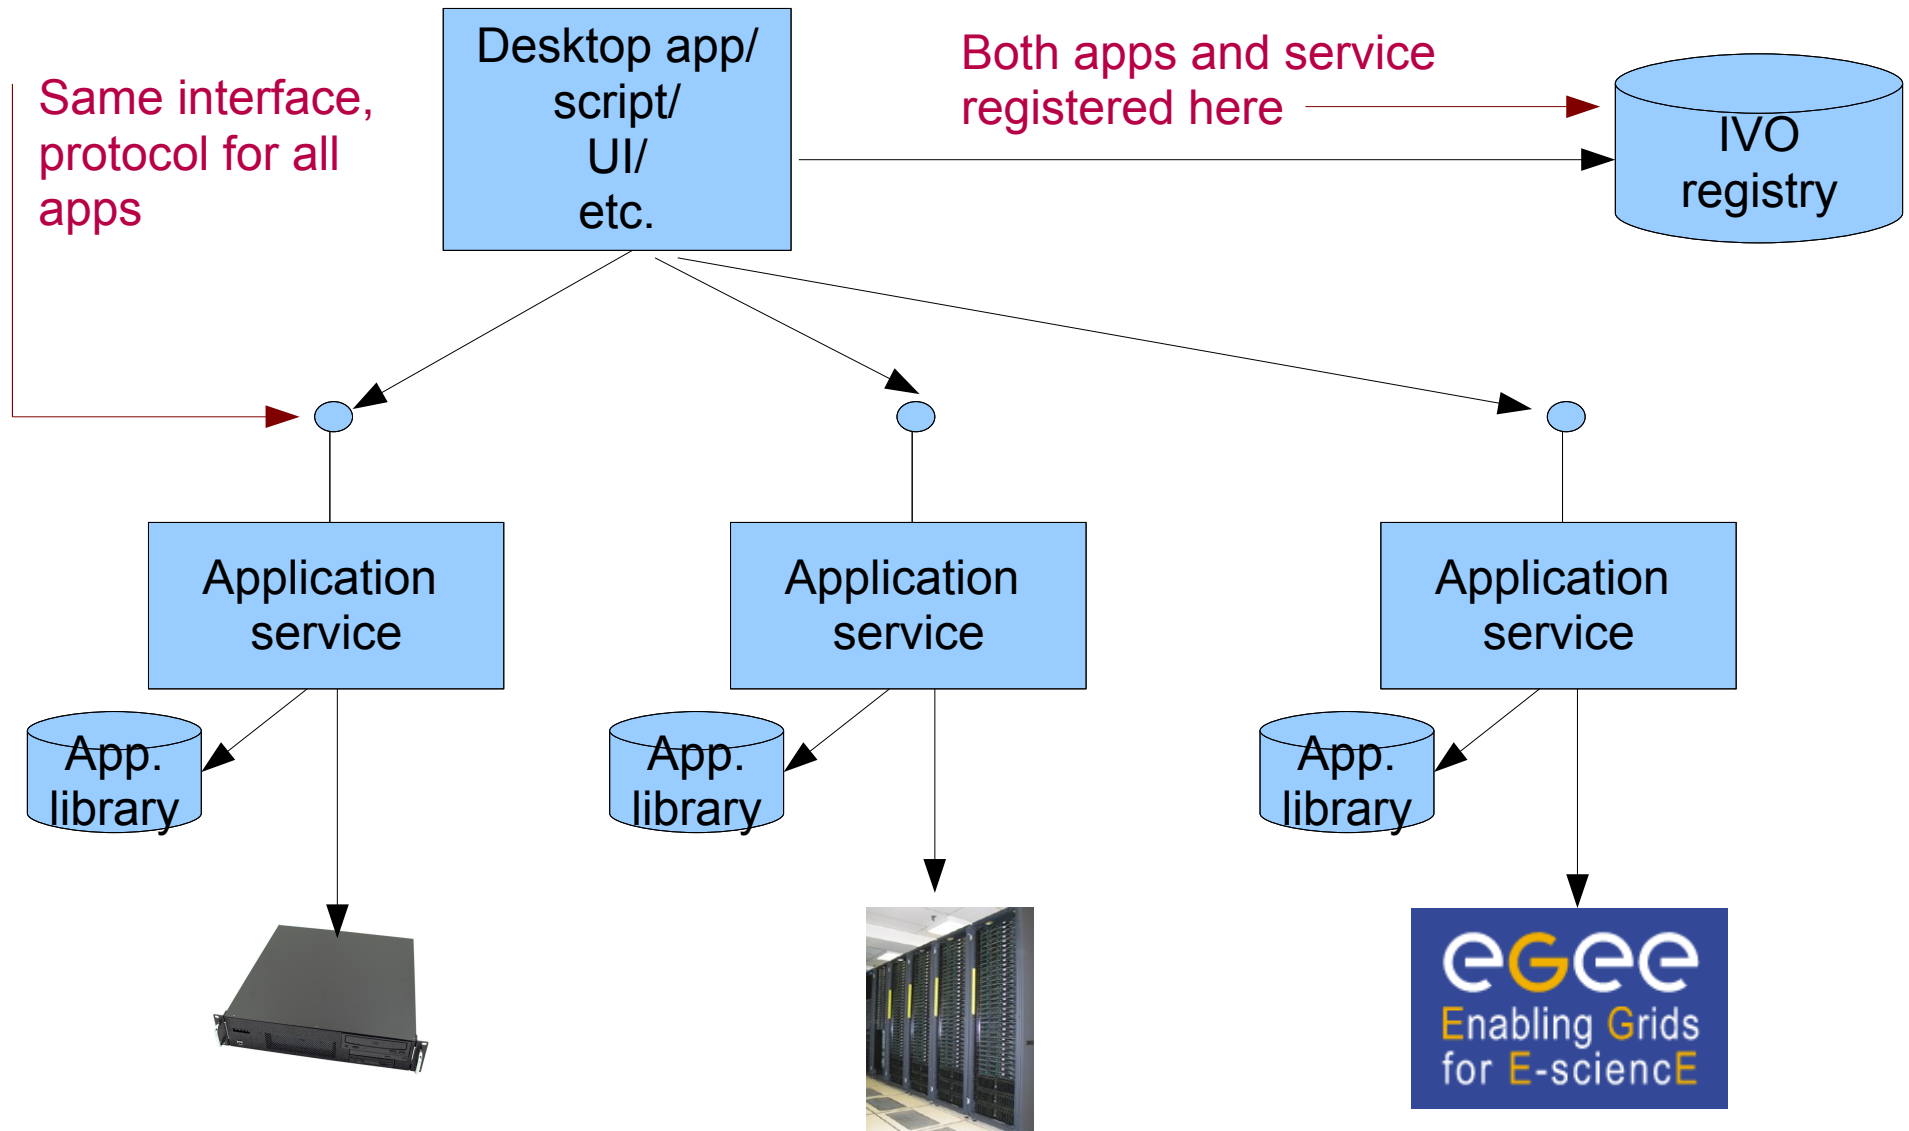 Desktop app/
script/
UI/
etc.
Same interface,
protocol for all
apps
Both apps and service
registered here
IVO
registry
Application
service
Application
service
Application
service
App.
library
App.
library
App.
library
eGee
Enabling Grids
for E-sciencE